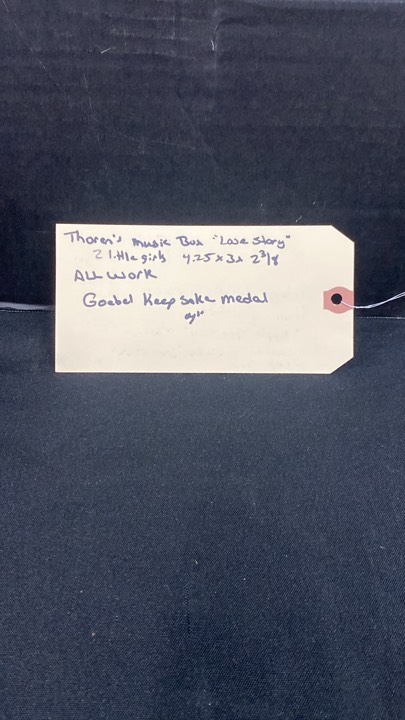 Thoren's music Box "Love Story"
2 little girls 4.25 x 3 x 2 3/8
ALL work
Goebel Keep sake medal